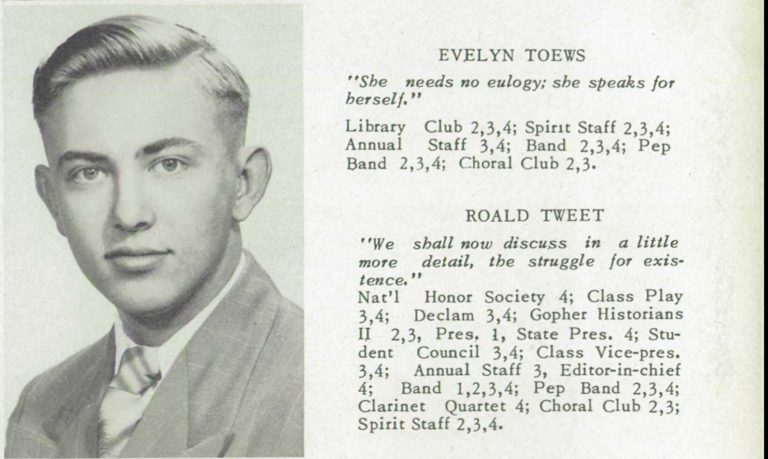 EVELYN TOEWS
"She needs no eulogy; she speaks for
herself."
Library Club 2,3,4; Spirit Staff 2,3,4;
Annual Staff 3,4; Band 2,3,4; Pep
Band 2,3,4; Choral Club 2,3.
ROALD TWEET
"We shall now discuss in a little
more detail, the struggle for exis-
tence."
Nat'l Honor Society 4; Class Play
3,4; Declam 3,4; Gopher Historians
II 2,3, Pres. 1, State Pres. 4; Stu-
dent Council 3,4; Class Vice-pres.
3,4; Annual Staff 3, Editor-in-chief
4; Band 1,2,3,4; Pep Band 2,3,4;
Clarinet Quartet 4; Choral Club 2,3;
Spirit Staff 2,3,4.